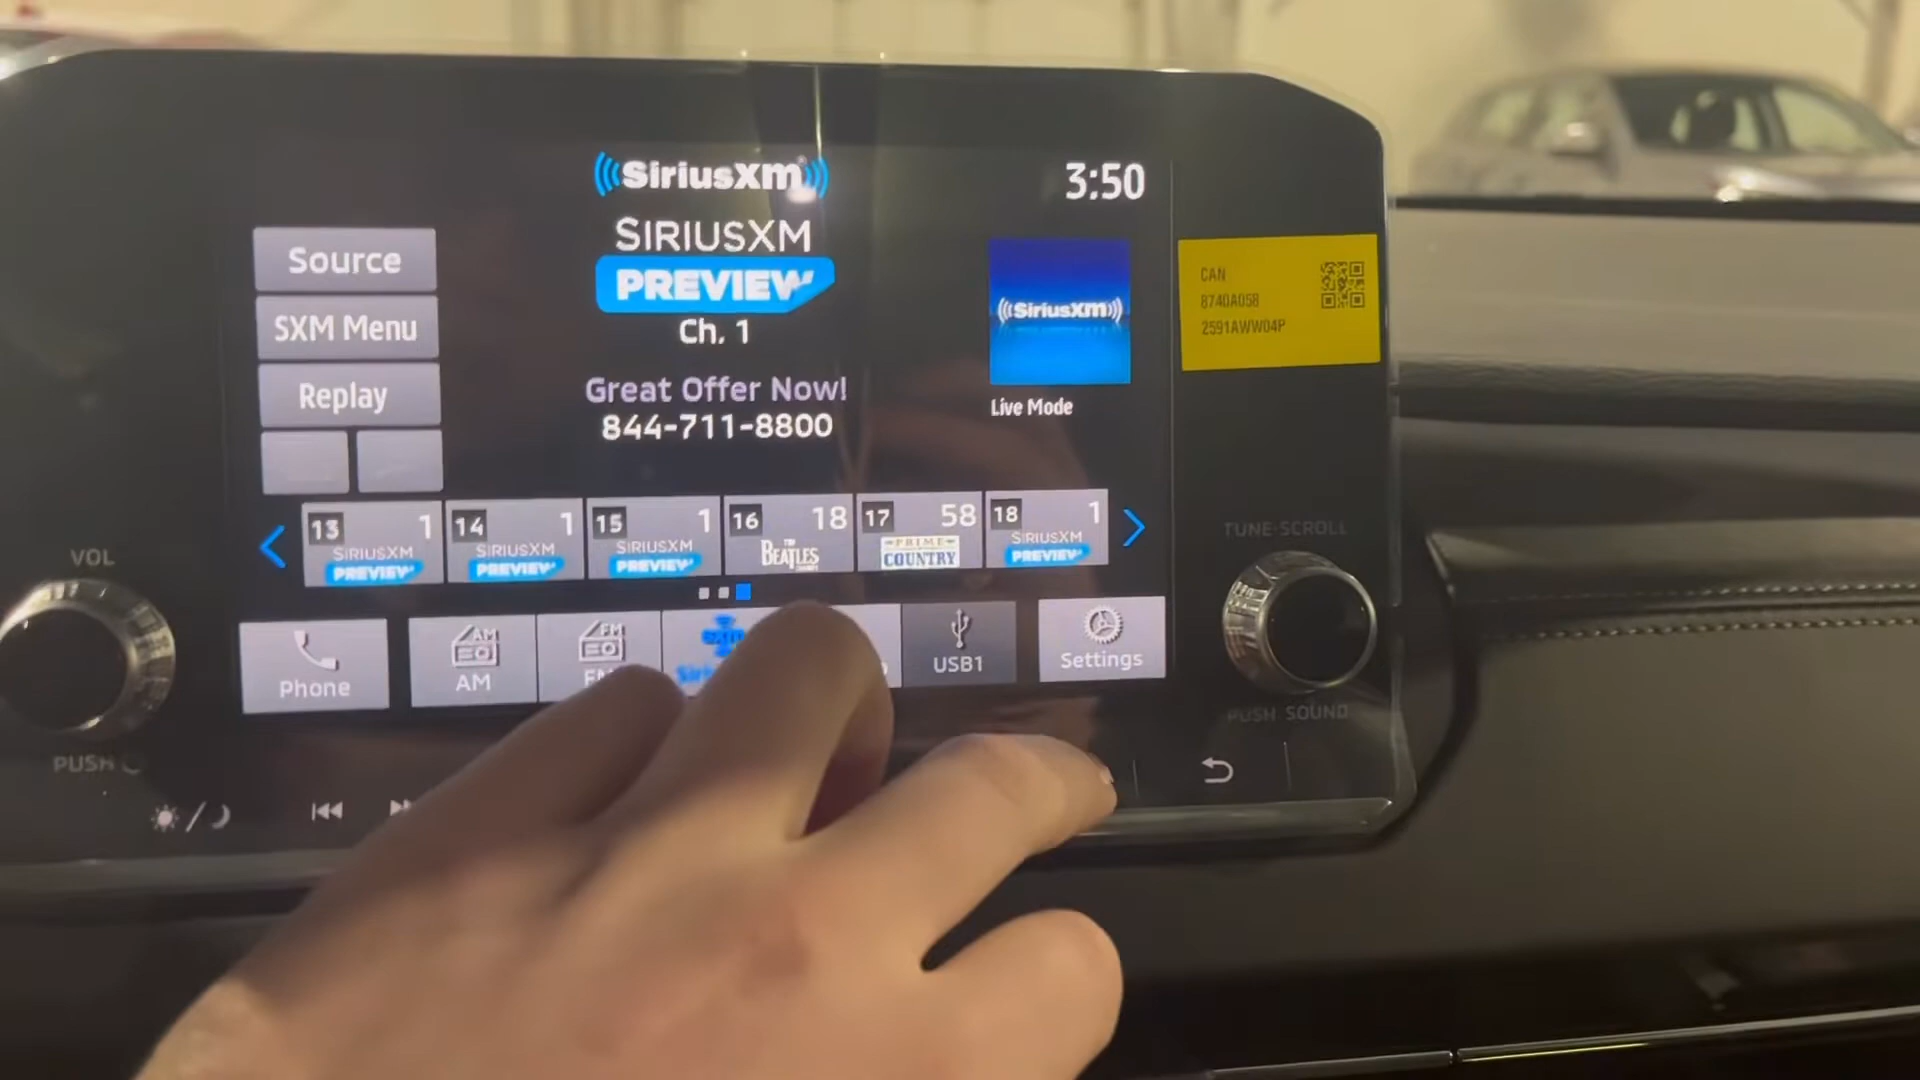 SiriusXM
3:50
SIRIUSXM
PREVIEW
Ch. 1
Great Offer Now!
844-711-8800
Source
SXM Menu
Replay
((SiriusXM))
Live Mode
CAN
8740A058
2591AWW04P
13 1
SIRIUSXM
PREVIEW
14 1
SIRIUSXM
PREVIEW
15 1
SIRIUSXM
PREVIEW
16 18
THE
BEATLES
CHANNEL
17 58
PRIME
COUNTRY
18 1
SIRIUSXM
PREVIEW
Phone
AM
AM
FM
USB1
Settings
VOL
PUSH
TUNE·SCROLL
PUSH SOUND